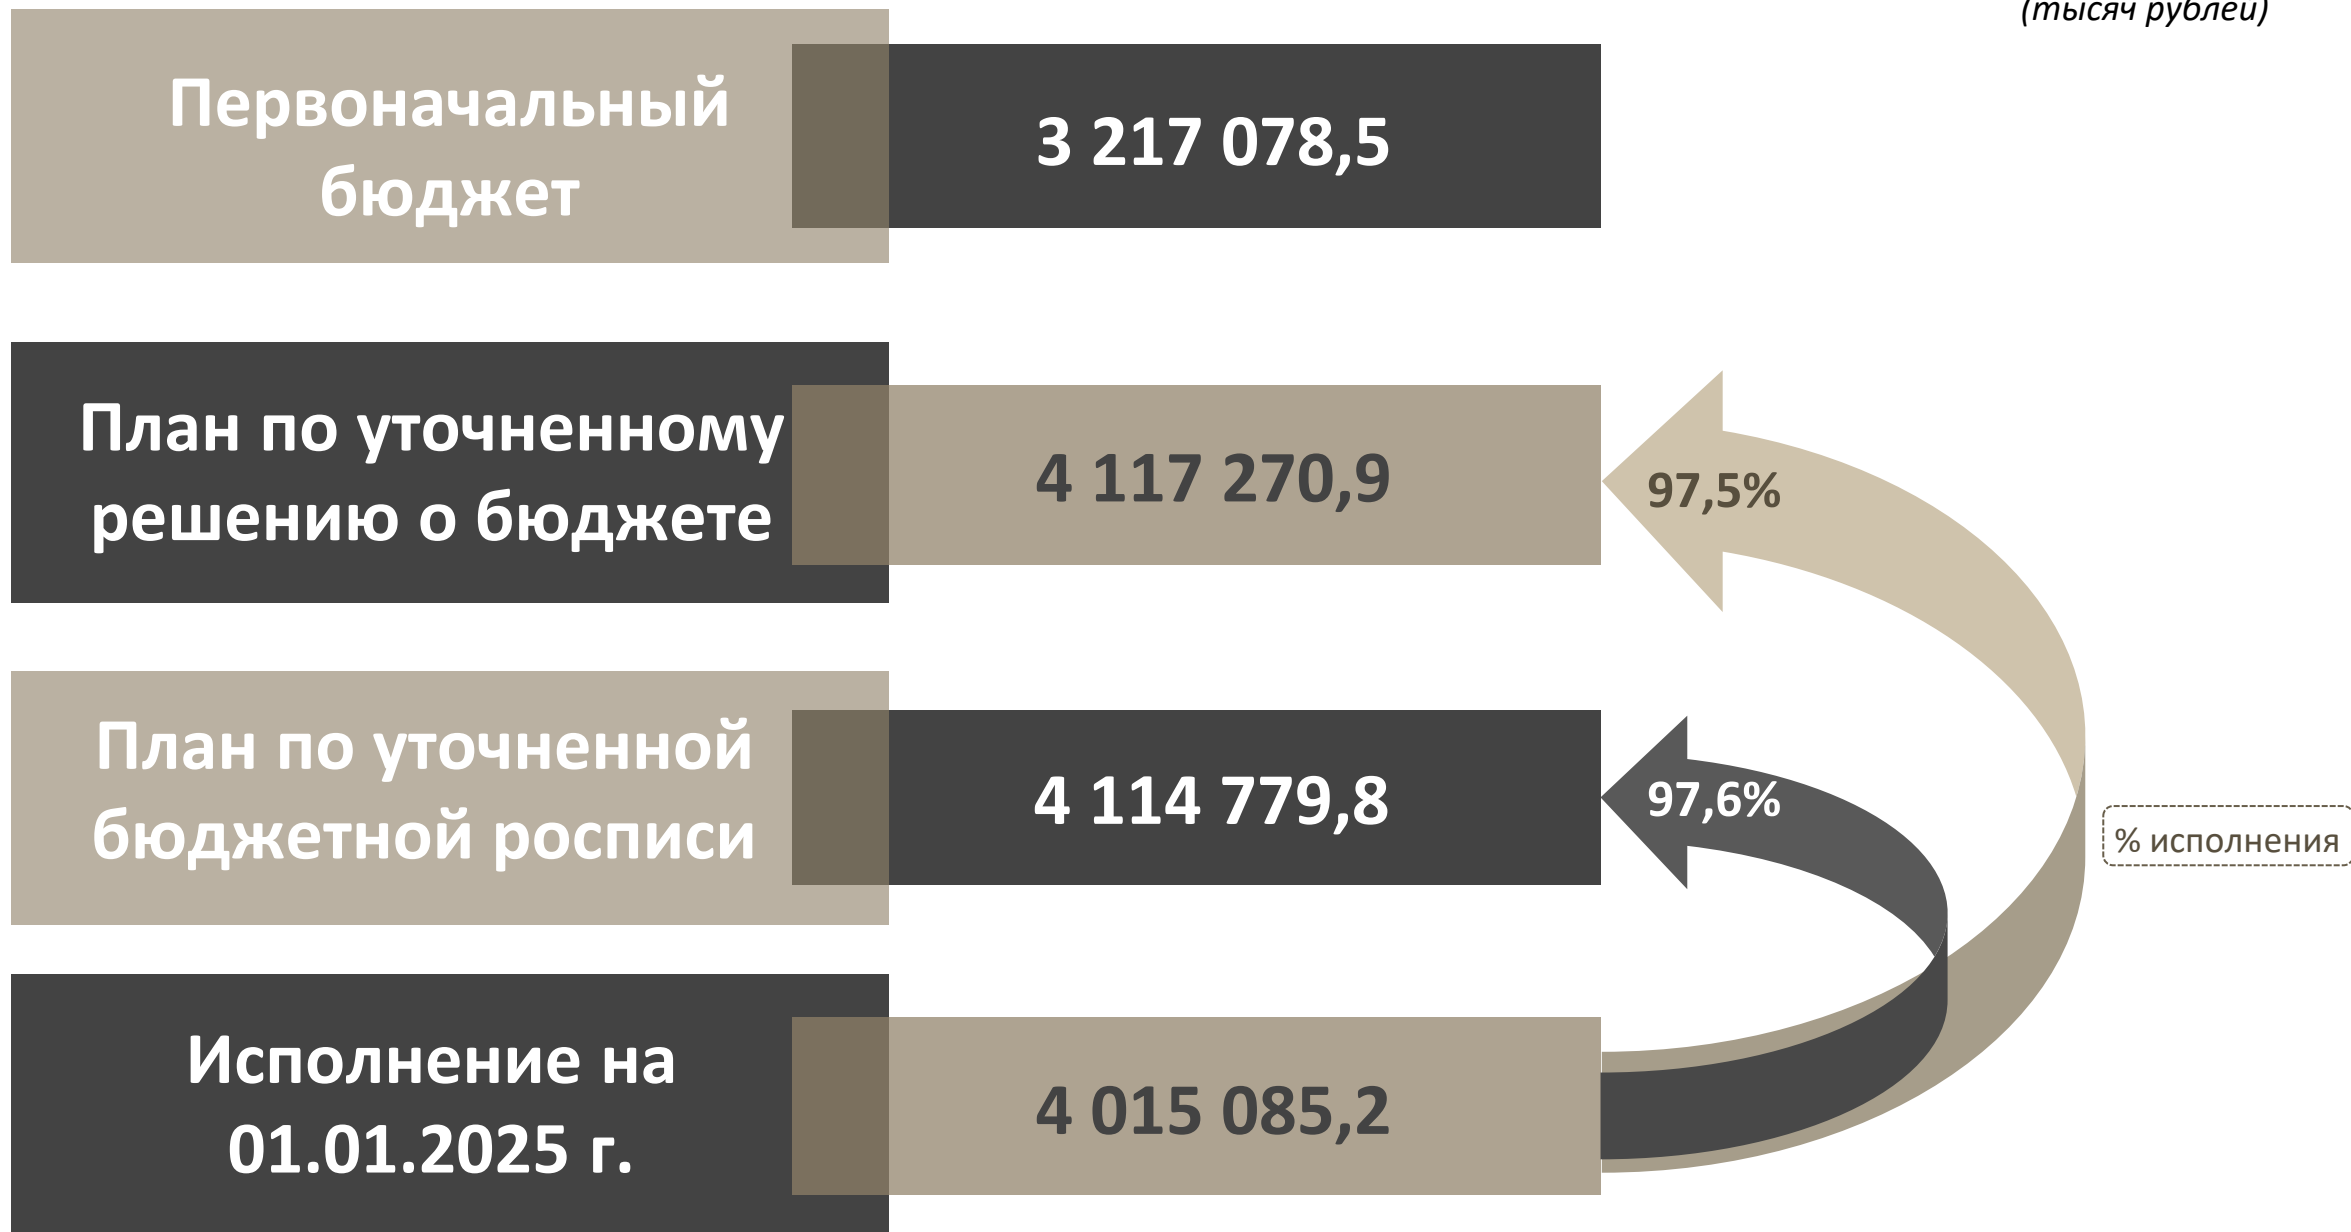 (тысяч рублей)
Первоначальный
бюджет
3 217 078,5
План по уточненному
решению о бюджете
4 117 270,9
97,5%
План по уточненной
бюджетной росписи
4 114 779,8
97,6%
% исполнения
Исполнение на
01.01.2025 г.
4 015 085,2